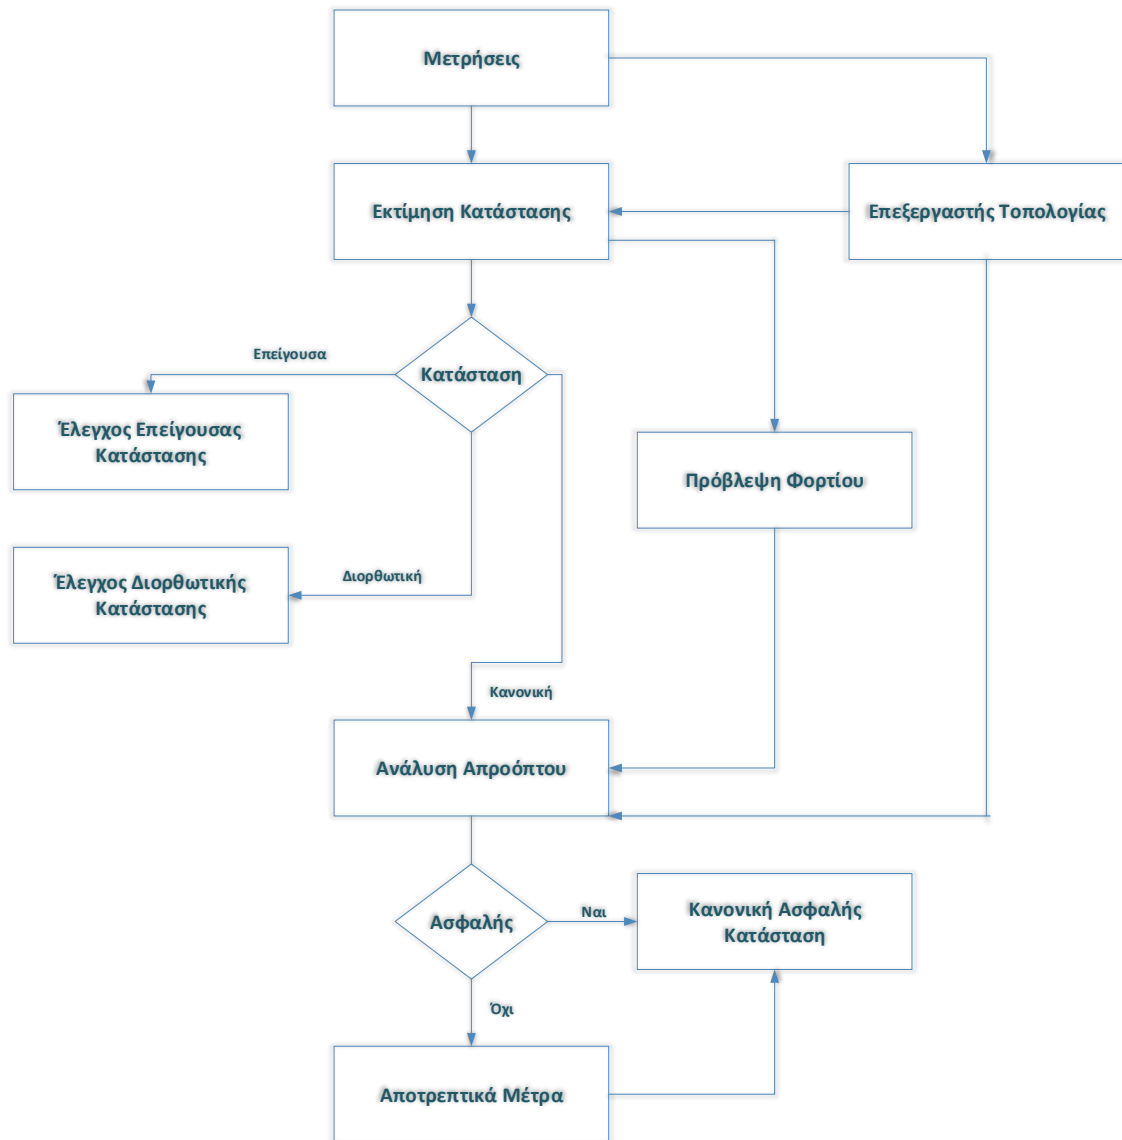 Μετρήσεις
Εκτίμηση Κατάστασης
Επεξεργαστής Τοπολογίας
Επείγουσα
Κατάσταση
Έλεγχος Επείγουσας
Κατάστασης
Πρόβλεψη Φορτίου
Διορθωτική
Έλεγχος Διορθωτικής
Κατάστασης
Κανονική
Ανάλυση Απροόπτου
Ασφαλής
Ναι
Κανονική Ασφαλής
Κατάσταση
Όχι
Αποτρεπτικά Μέτρα